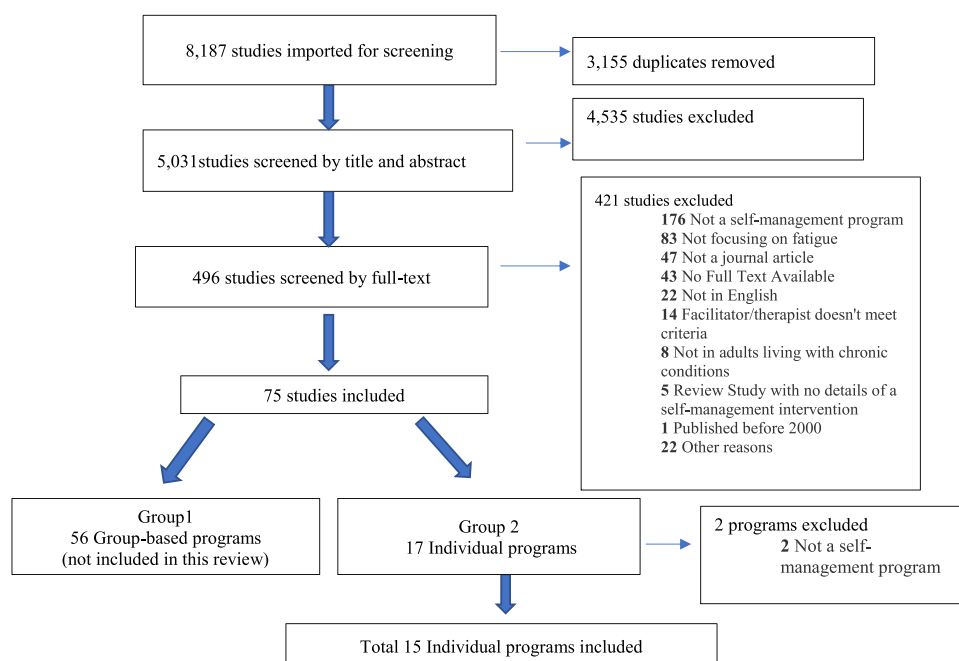 8,187 studies imported for screening
3,155 duplicates removed
4,535 studies excluded
5,031studies screened by title and abstract
421 studies excluded
176 Not a self-management program
83 Not focusing on fatigue
47 Not a journal article
43 No Full Text Available
22 Not in English
14 Facilitator/therapist doesn't meet
criteria
8 Not in adults living with chronic
conditions
5 Review Study with no details of a
self-management intervention
1 Published before 2000
22 Other reasons
496 studies screened by full-text
75 studies included
Group1
56 Group-based programs
(not included in this review)
Group 2
17 Individual programs
2 programs excluded
2 Not a self-
management program
Total 15 Individual programs included